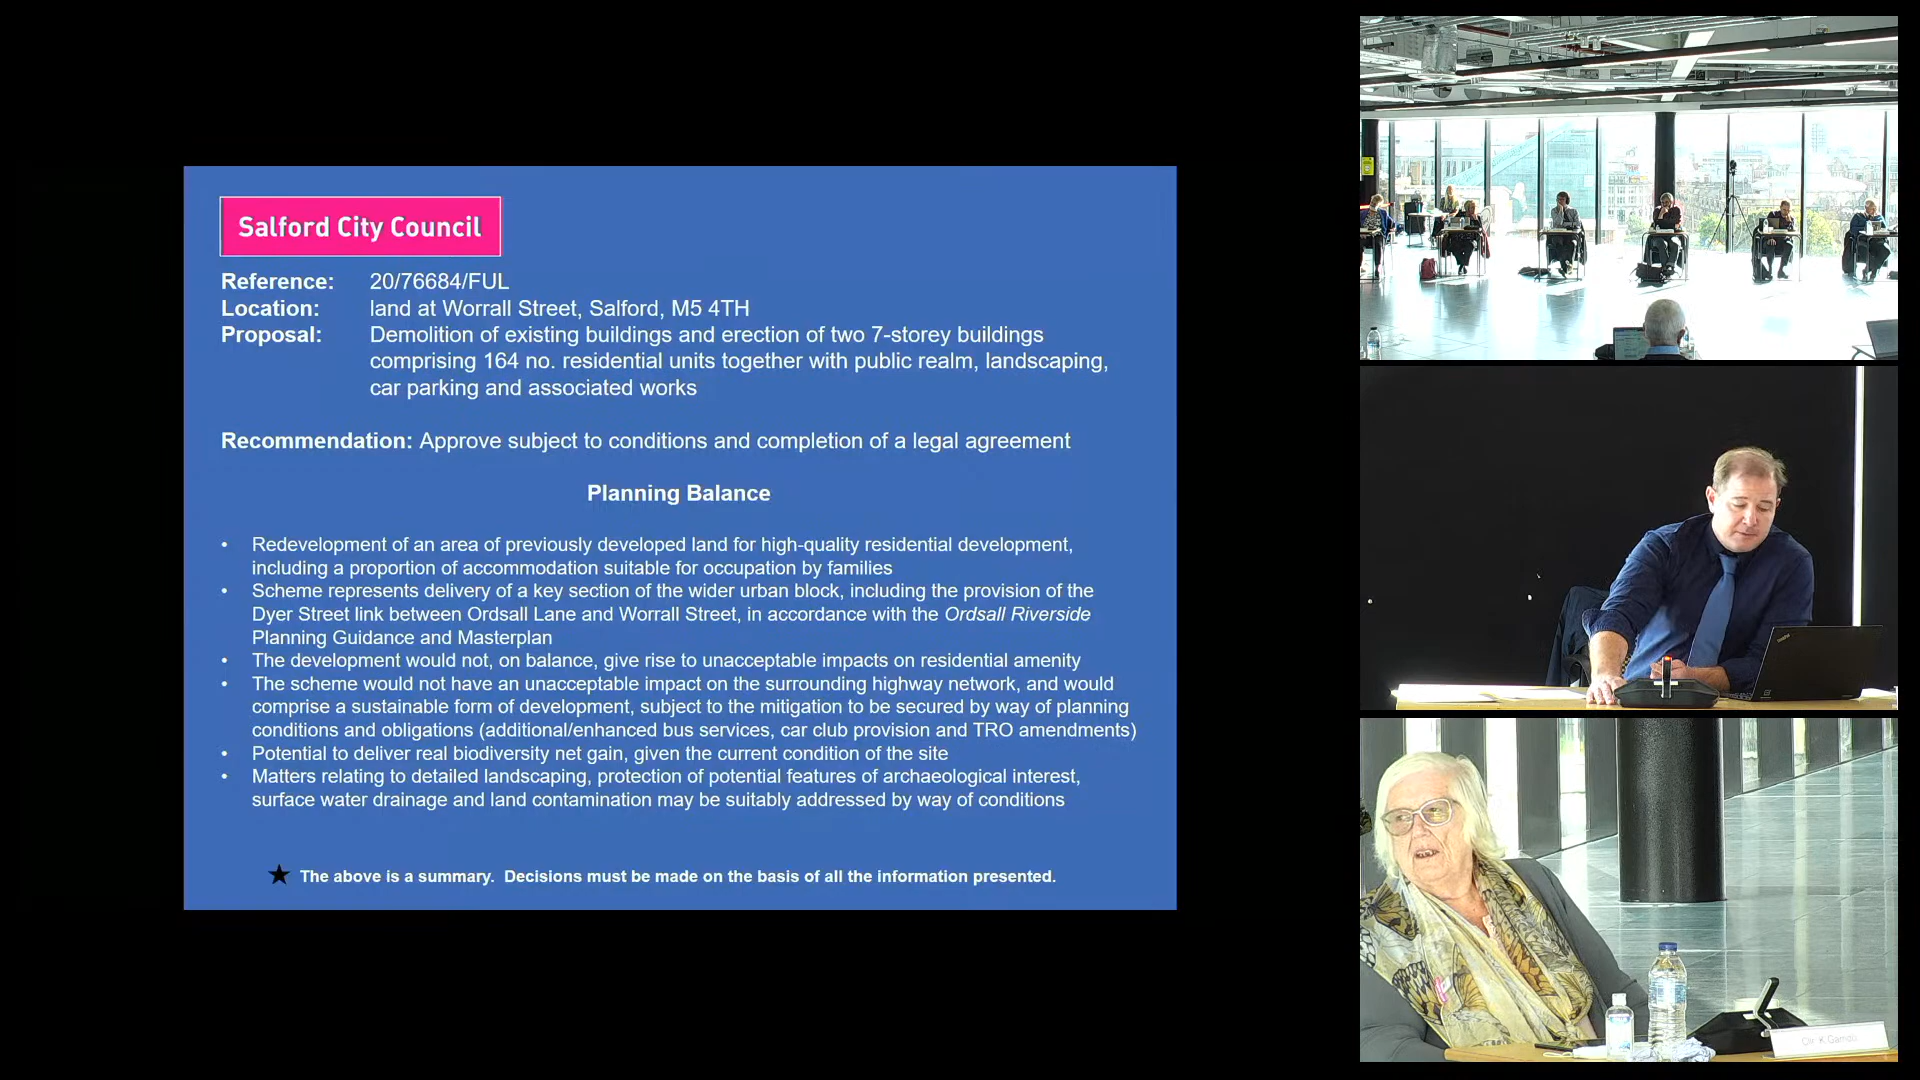 Salford City Council
Reference: 20/76684/FUL
Location: land at Worrall Street, Salford, M5 4TH
Proposal: Demolition of existing buildings and erection of two 7-storey buildings
comprising 164 no. residential units together with public realm, landscaping,
car parking and associated works
Recommendation: Approve subject to conditions and completion of a legal agreement
Planning Balance
• Redevelopment of an area of previously developed land for high-quality residential development,
including a proportion of accommodation suitable for occupation by families
• Scheme represents delivery of a key section of the wider urban block, including the provision of the
Dyer Street link between Ordsall Lane and Worrall Street, in accordance with the Ordsall Riverside
Planning Guidance and Masterplan
• The development would not, on balance, give rise to unacceptable impacts on residential amenity
• The scheme would not have an unacceptable impact on the surrounding highway network, and would
comprise a sustainable form of development, subject to the mitigation to be secured by way of planning
conditions and obligations (additional/enhanced bus services, car club provision and TRO amendments)
• Potential to deliver real biodiversity net gain, given the current condition of the site
• Matters relating to detailed landscaping, protection of potential features of archaeological interest,
surface water drainage and land contamination may be suitably addressed by way of conditions
★ The above is a summary. Decisions must be made on the basis of all the information presented.
Cllr K Garrido